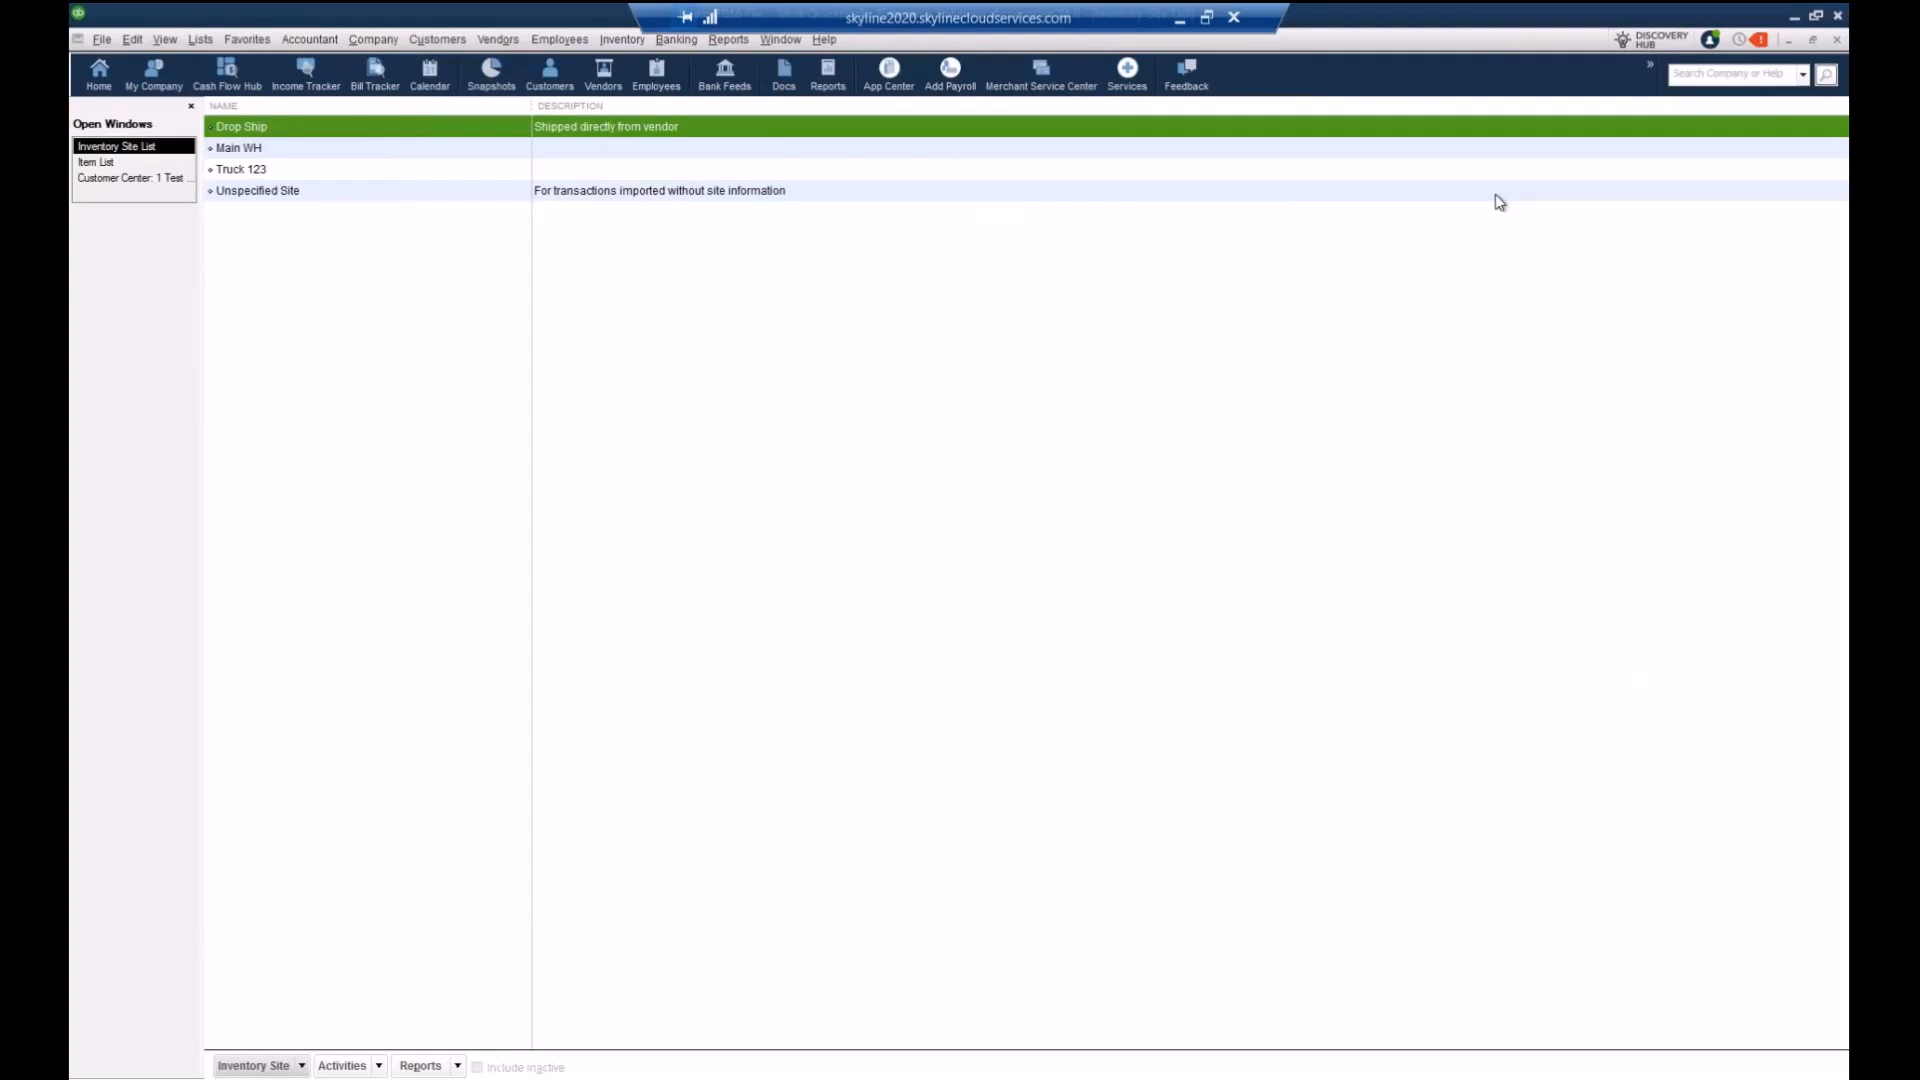 skyline2020.skylinecloudservices.com
File Edit View Lists Favorites Accountant Company Customers Vendors Employees Inventory Banking Reports Window Help
DISCOVERY HUB
Home My Company Cash Flow Hub Income Tracker Bill Tracker Calendar Snapshots Customers Vendors Employees Bank Feeds Docs Reports App Center Add Payroll Merchant Service Center Services Feedback
Search Company or Help
NAME DESCRIPTION
Open Windows
Drop Ship Shipped directly from vendor
Inventory Site List
Main WH
Item List
Truck 123
Customer Center: 1 Test ...
Unspecified Site For transactions imported without site information
Inventory Site Activities Reports Include inactive